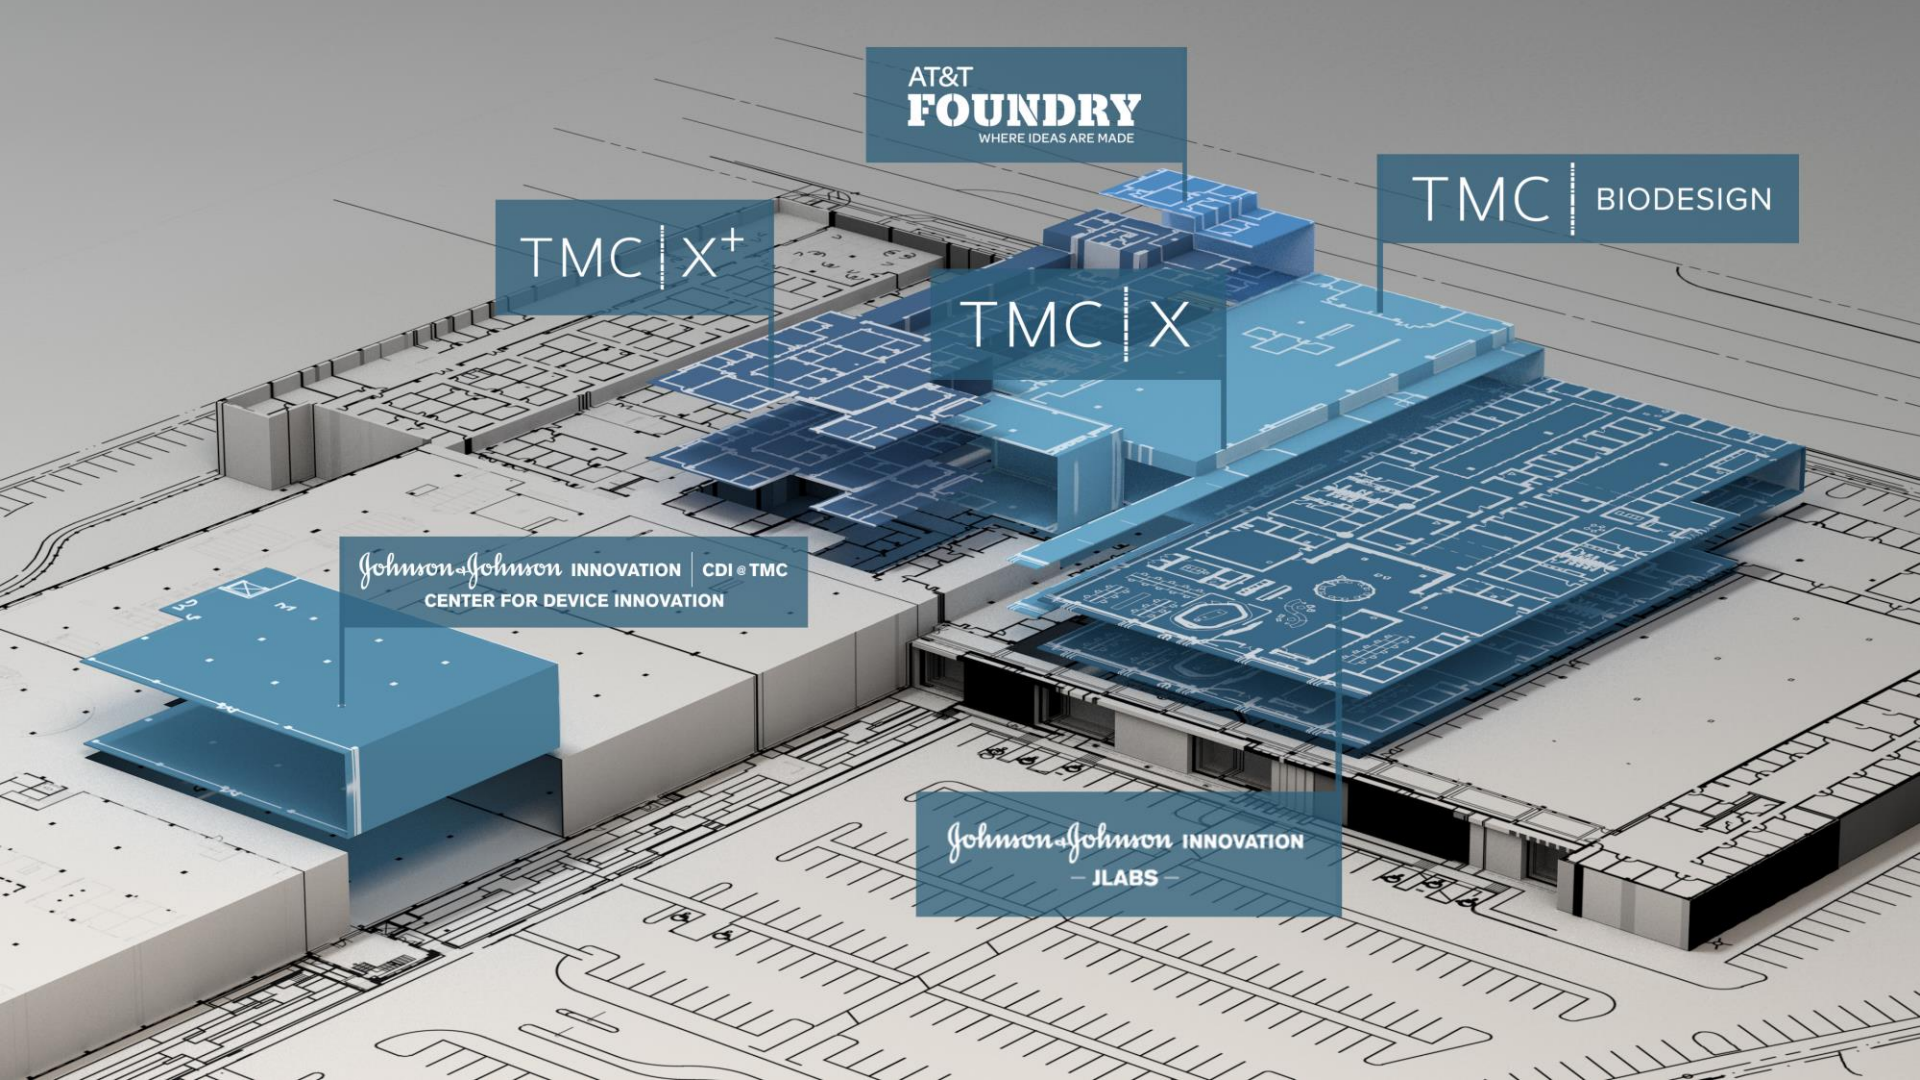 AT&T
FOUNDRY
WHERE IDEAS ARE MADE
TMC | BIODESIGN
TMC | X+
TMC | X
Johnson & Johnson INNOVATION | CDI @ TMC
CENTER FOR DEVICE INNOVATION
Johnson & Johnson INNOVATION
– JLABS –